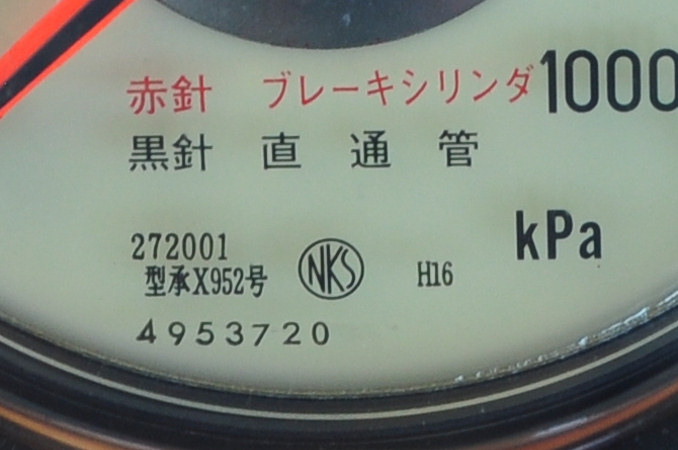 赤針 ブレーキシリンダ 1000
黒針 直通管
kPa
272001
型承X952号 NKS H16
4953720